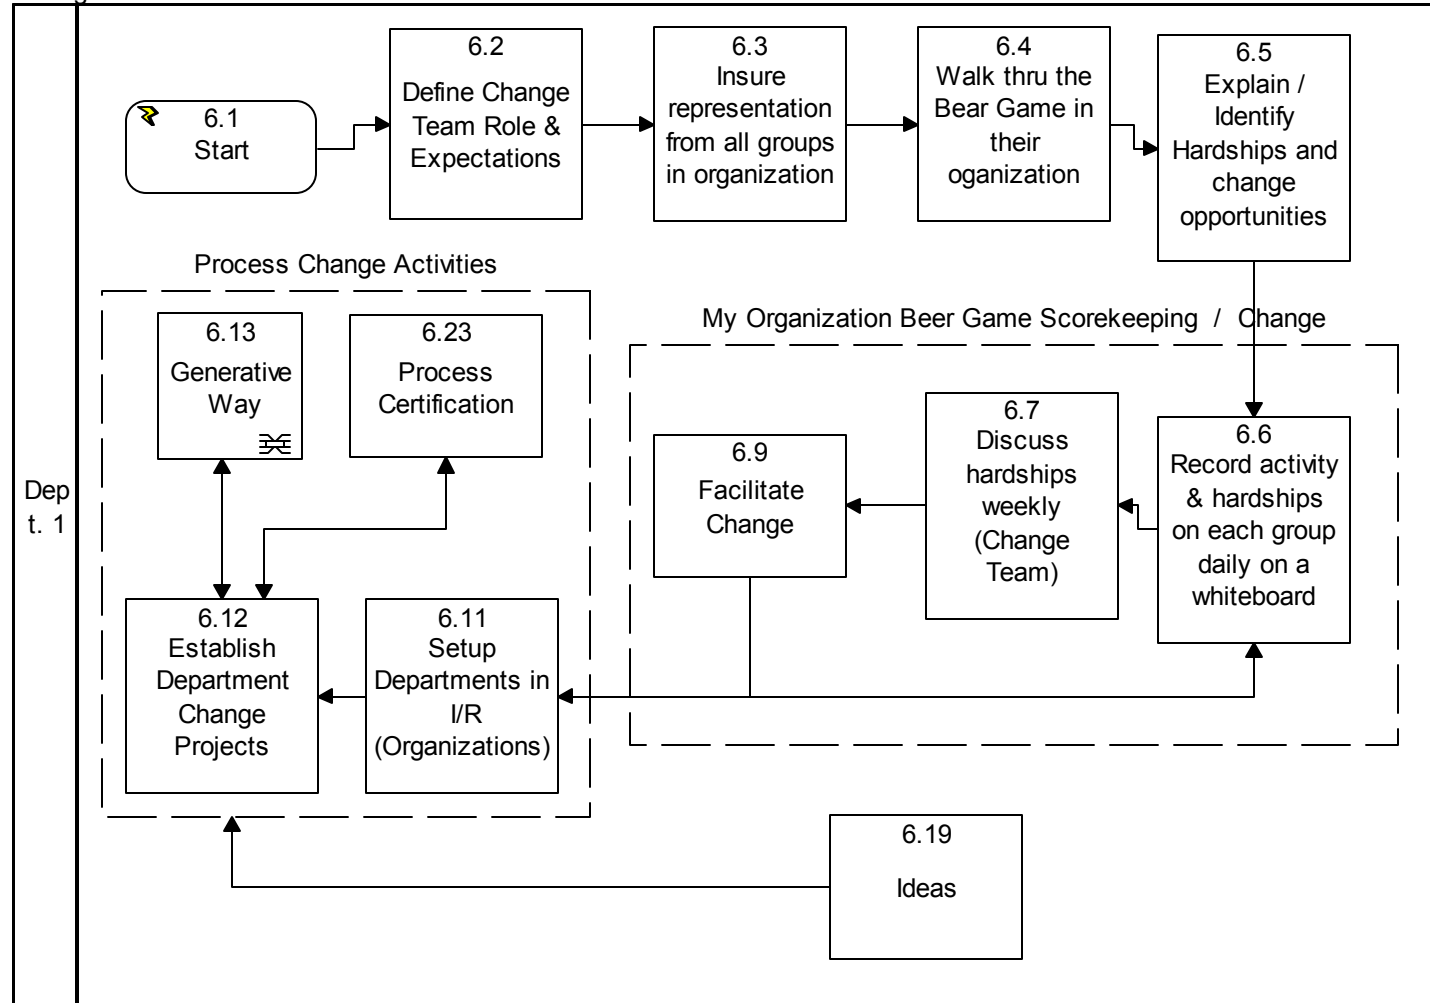 6.1
Start
6.2
Define Change
Team Role &
Expectations
6.3
Insure
representation
from all groups
in organization
6.4
Walk thru the
Bear Game in
their
oganization
6.5
Explain /
Identify
Hardships and
change
opportunities
Process Change Activities
6.13
Generative
Way
6.23
Process
Certification
My Organization Beer Game Scorekeeping / Change
6.9
Facilitate
Change
6.7
Discuss
hardships
weekly
(Change
Team)
6.6
Record activity
& hardships
on each group
daily on a
whiteboard
Dep
t. 1
6.12
Establish
Department
Change
Projects
6.11
Setup
Departments in
I/R
(Organizations)
6.19
Ideas